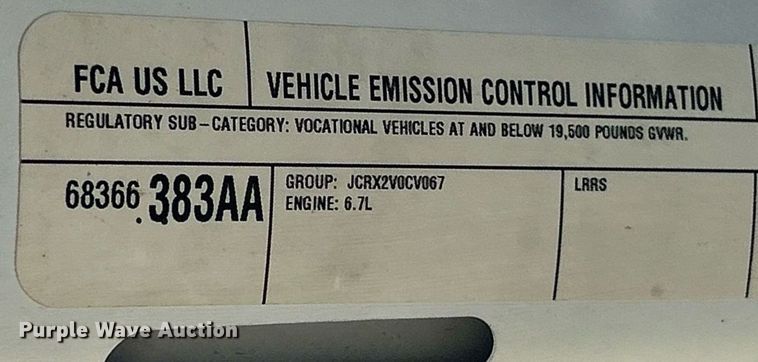 FCA US LLC
VEHICLE EMISSION CONTROL INFORMATION
REGULATORY SUB-CATEGORY: VOCATIONAL VEHICLES AT AND BELOW 19,500 POUNDS GVWR.
68366.383AA
GROUP: JCRX2V0CV067
ENGINE: 6.7L
LRRS
Purple Wave Auction